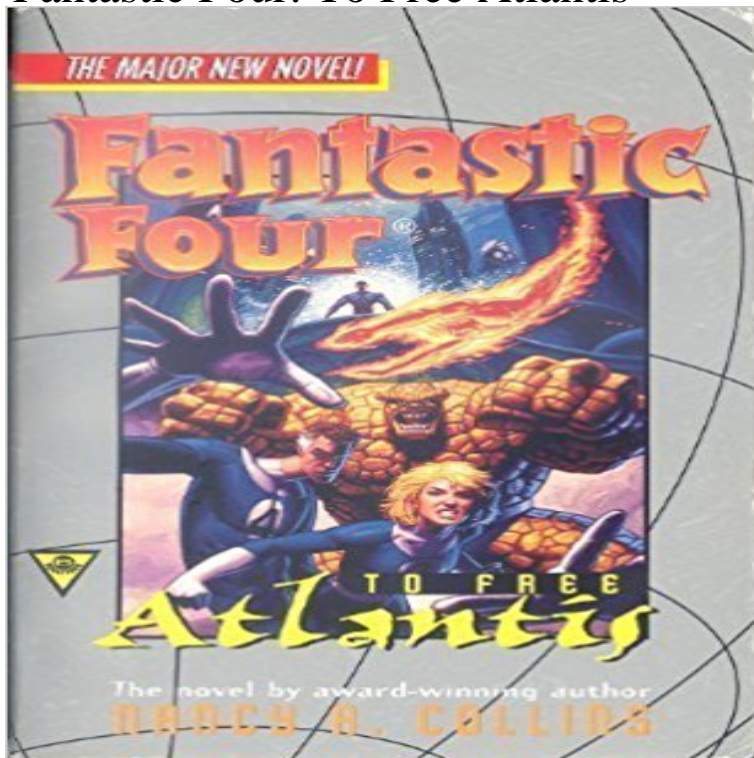 Fantastic Four: To Free Atlantis
THE MAJOR NEW NOVEL!
Fantastic
Four®
TO FREE
Atlantis
The novel by award-winning author
NANCY A. COLLINS